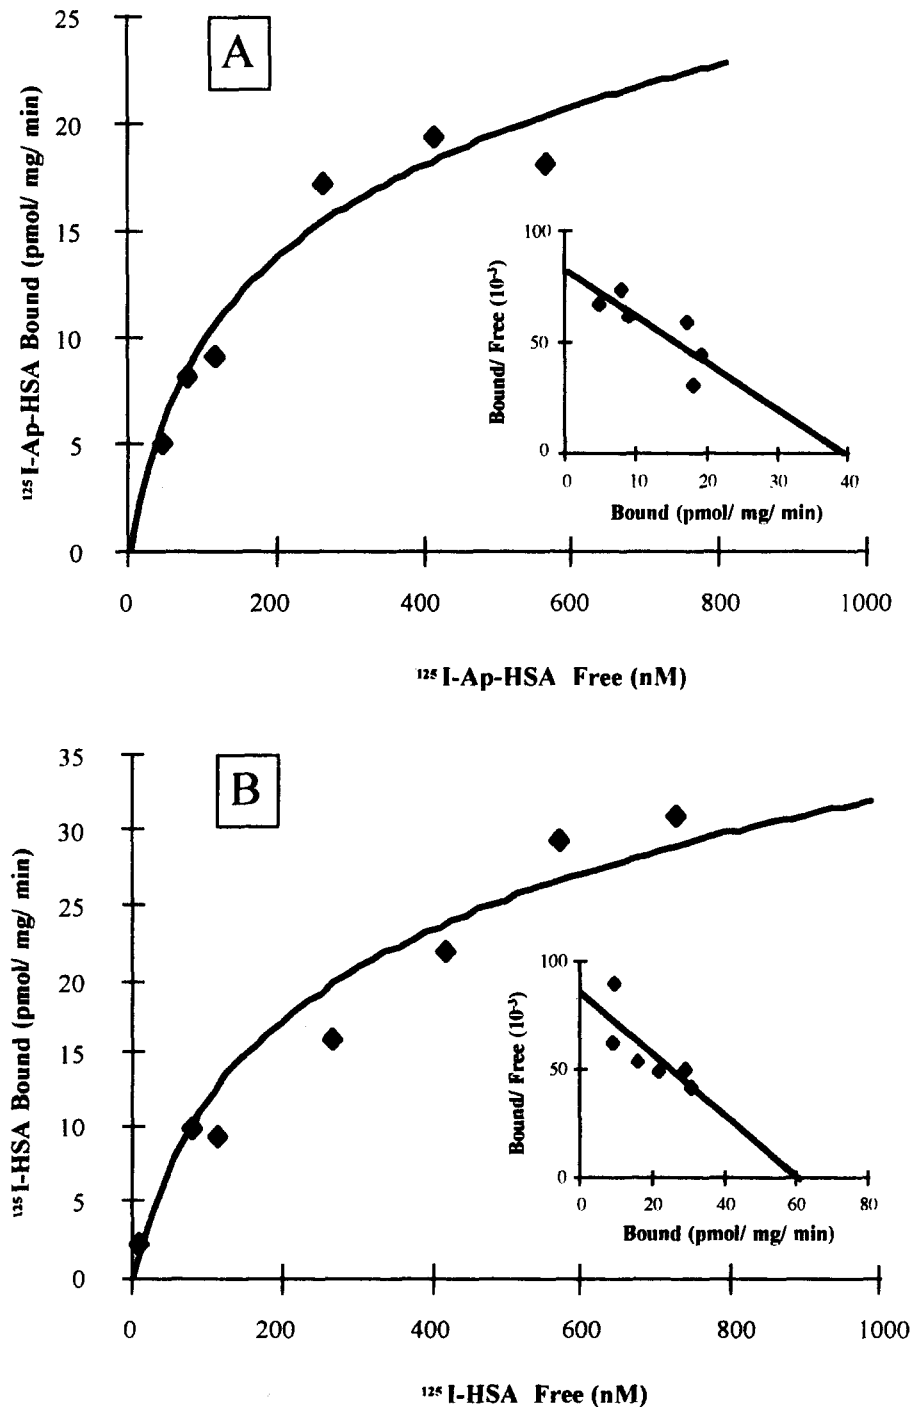 A
25
20
15
10
5
0
¹²⁵I-Ap-HSA Bound (pmol/ mg/ min)
0 200 400 600 800 1000
¹²⁵I-Ap-HSA Free (nM)
100
50
0
Bound/ Free (10⁻³)
0 10 20 30 40
Bound (pmol/ mg/ min)
B
35
30
25
20
15
10
5
0
¹²⁵I-HSA Bound (pmol/ mg/ min)
0 200 400 600 800 1000
¹²⁵I-HSA Free (nM)
100
50
0
Bound/ Free (10⁻³)
0 20 40 60 80
Bound (pmol/ mg/ min)